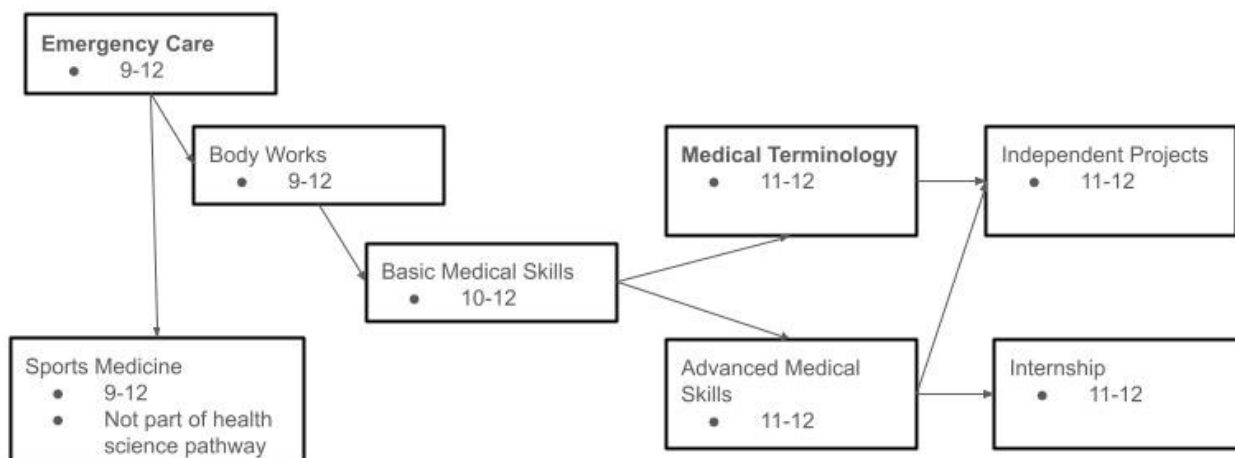 Emergency Care
● 9-12
Body Works
● 9-12
Basic Medical Skills
● 10-12
Sports Medicine
● 9-12
● Not part of health
science pathway
Medical Terminology
● 11-12
Advanced Medical
Skills
● 11-12
Independent Projects
● 11-12
Internship
● 11-12